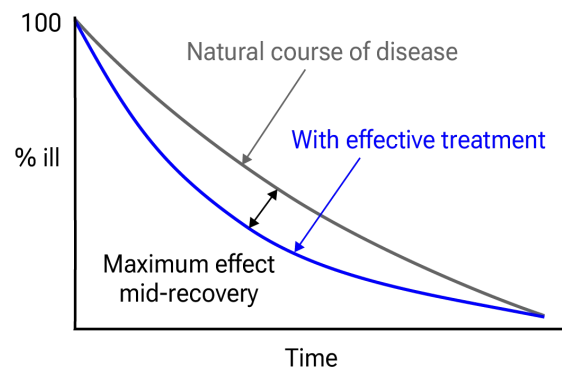 100
Natural course of disease
With effective treatment
% ill
Maximum effect
mid-recovery
Time